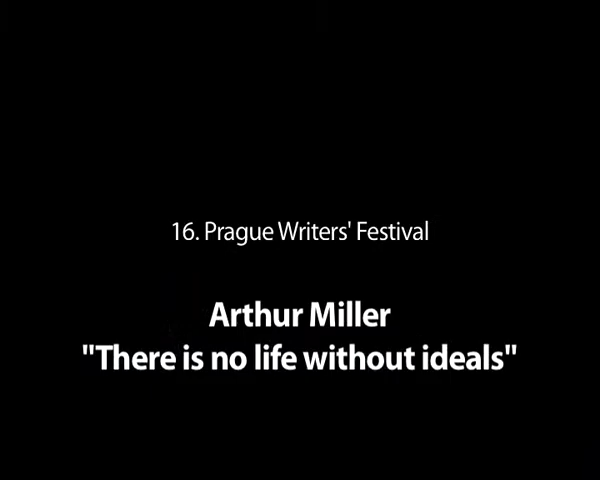 16. Prague Writers' Festival
Arthur Miller
"There is no life without ideals"